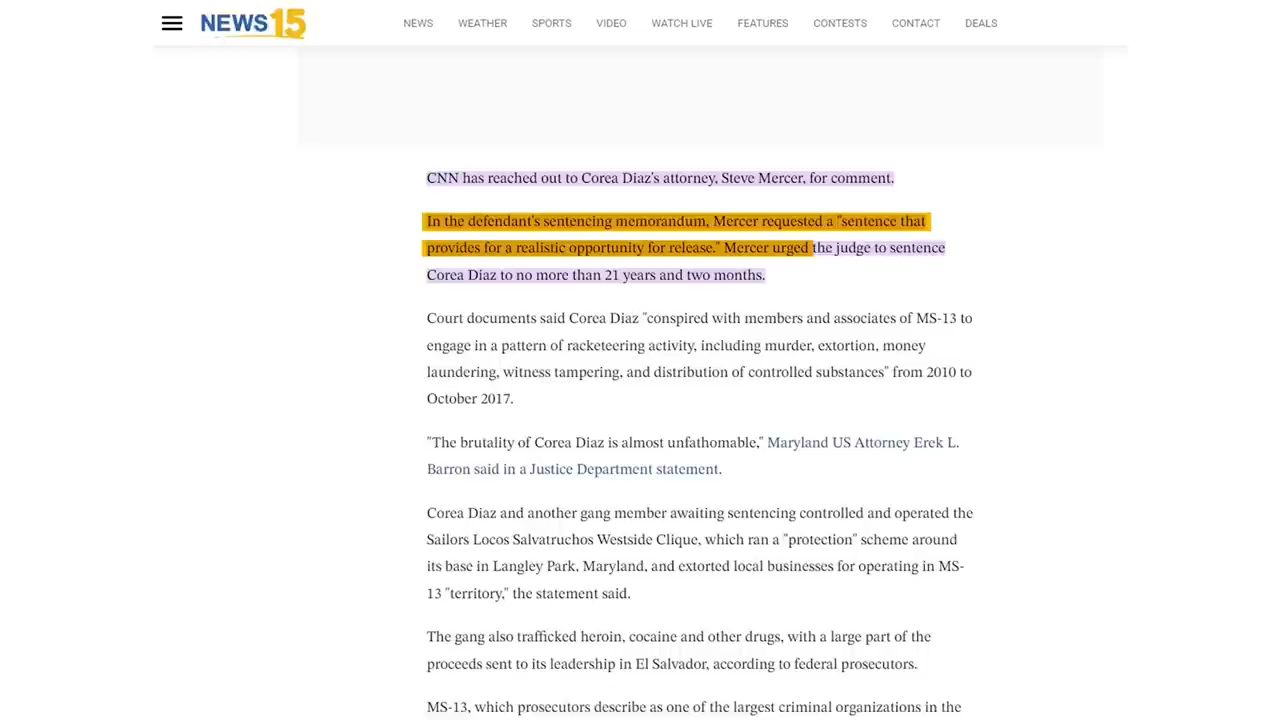 NEWS 15
NEWS WEATHER SPORTS VIDEO WATCH LIVE FEATURES CONTESTS CONTACT DEALS
CNN has reached out to Corea Diaz's attorney, Steve Mercer, for comment.
In the defendant's sentencing memorandum, Mercer requested a "sentence that
provides for a realistic opportunity for release." Mercer urged the judge to sentence
Corea Diaz to no more than 21 years and two months.
Court documents said Corea Diaz "conspired with members and associates of MS-13 to
engage in a pattern of racketeering activity, including murder, extortion, money
laundering, witness tampering, and distribution of controlled substances" from 2010 to
October 2017.
"The brutality of Corea Diaz is almost unfathomable," Maryland US Attorney Erek L.
Barron said in a Justice Department statement.
Corea Diaz and another gang member awaiting sentencing controlled and operated the
Sailors Locos Salvatruchos Westside Clique, which ran a "protection" scheme around
its base in Langley Park, Maryland, and extorted local businesses for operating in MS-
13 "territory," the statement said.
The gang also trafficked heroin, cocaine and other drugs, with a large part of the
proceeds sent to its leadership in El Salvador, according to federal prosecutors.
MS-13, which prosecutors describe as one of the largest criminal organizations in the